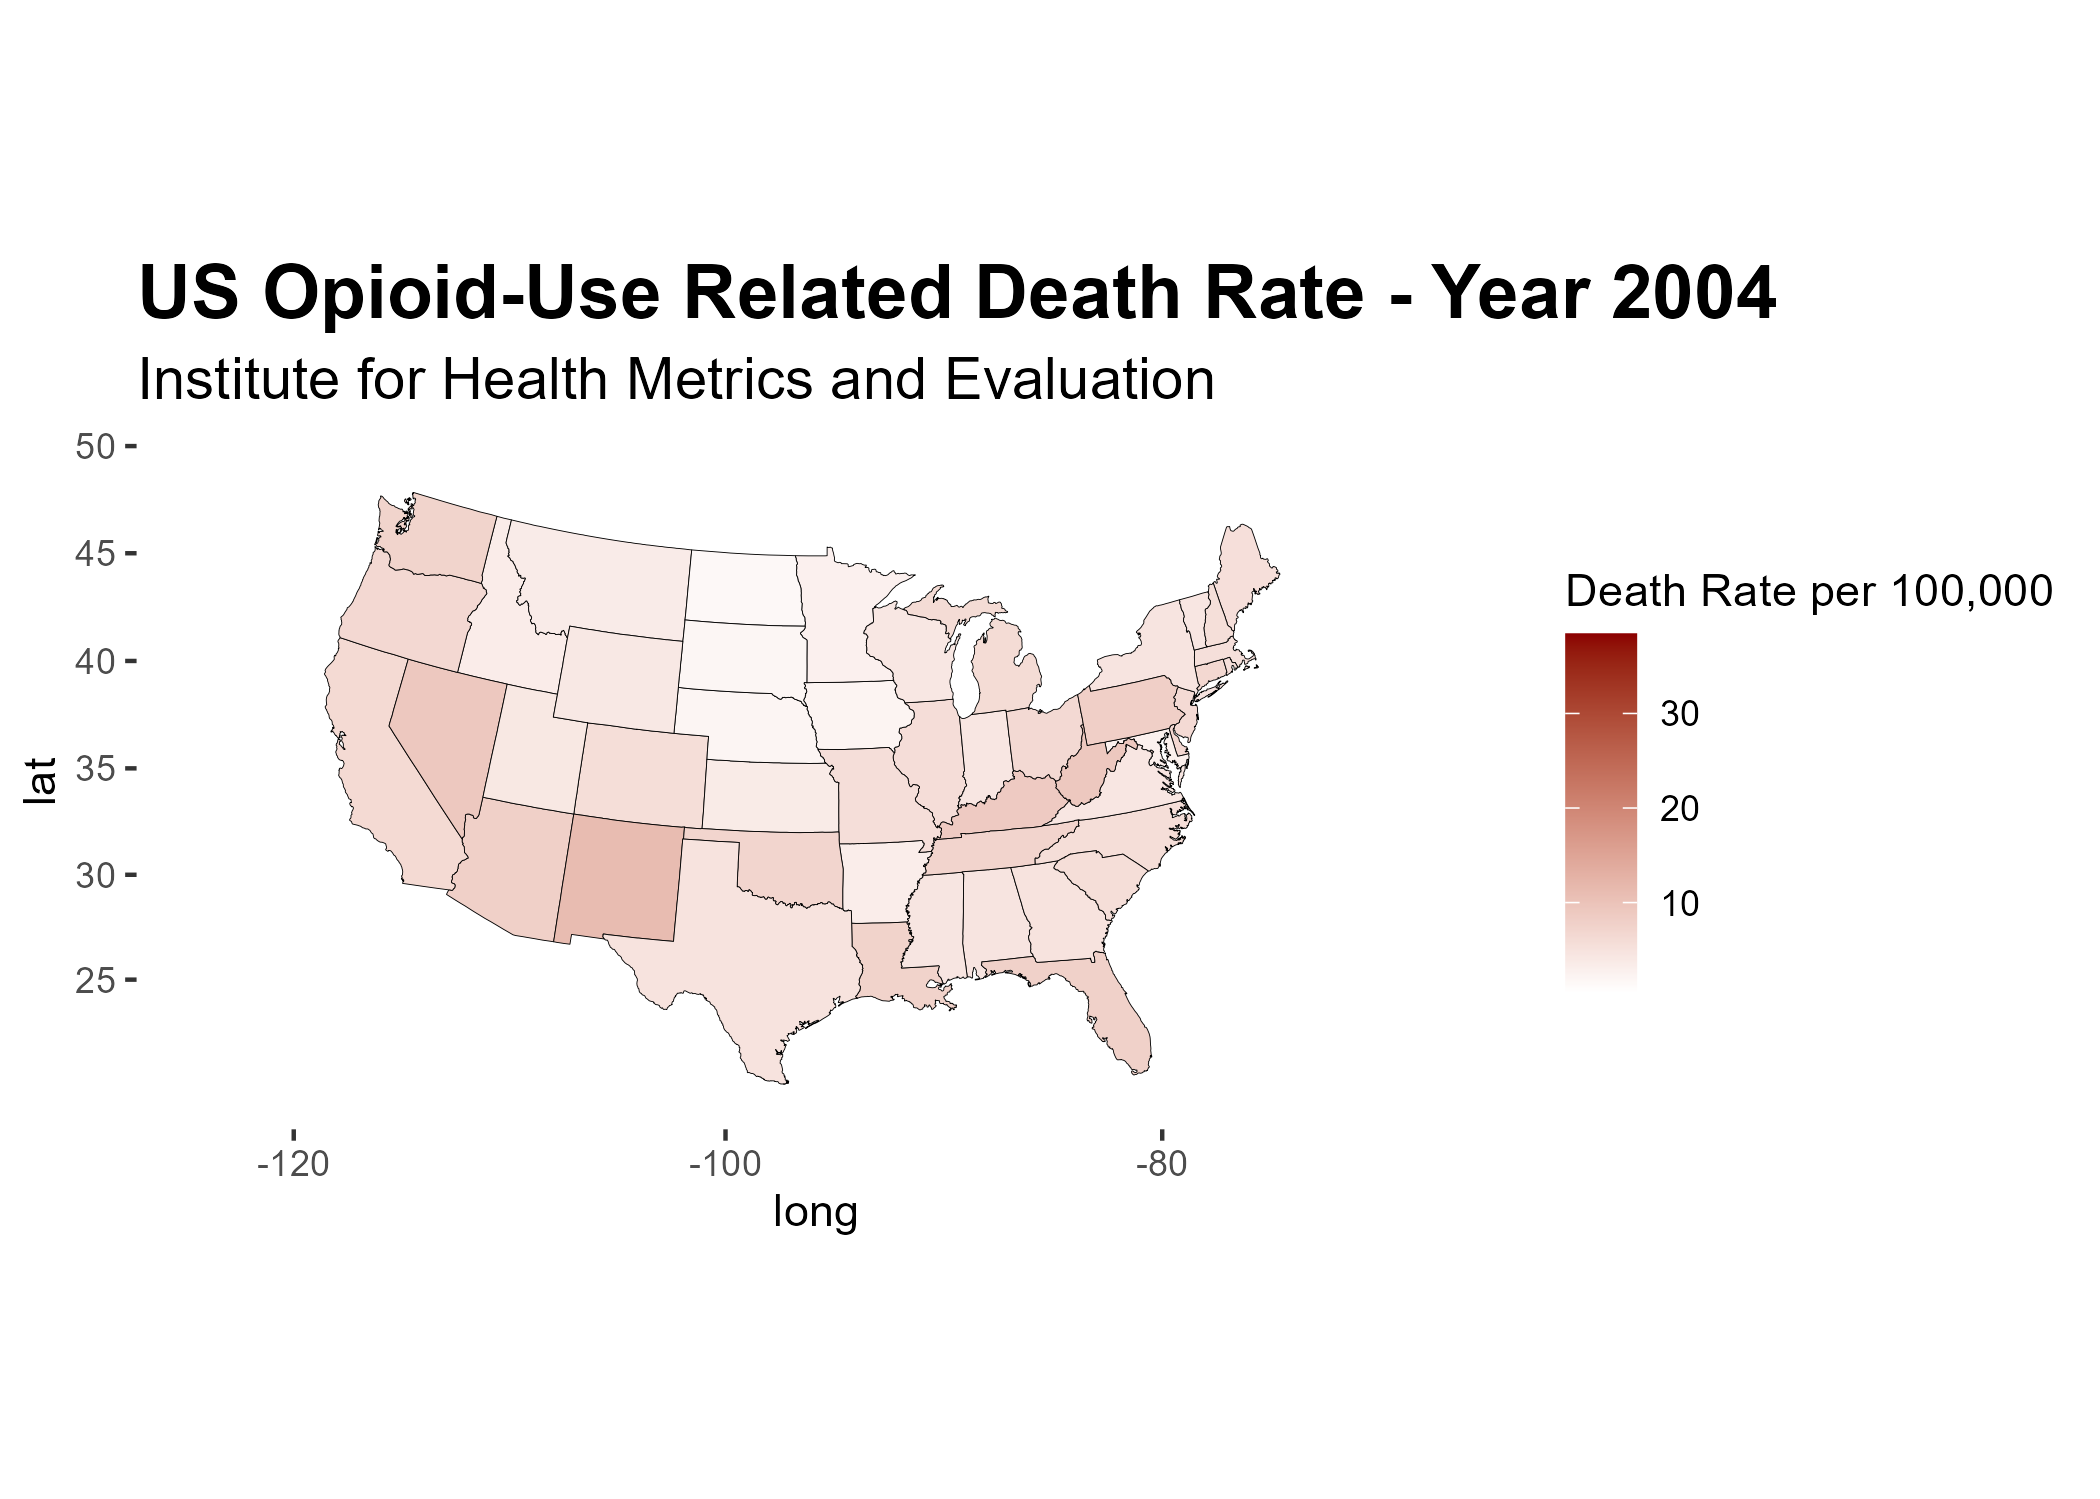 US Opioid-Use Related Death Rate - Year 2004
Institute for Health Metrics and Evaluation
50
45
40
35
30
25
lat
-120
-100
-80
long
Death Rate per 100,000
30
20
10